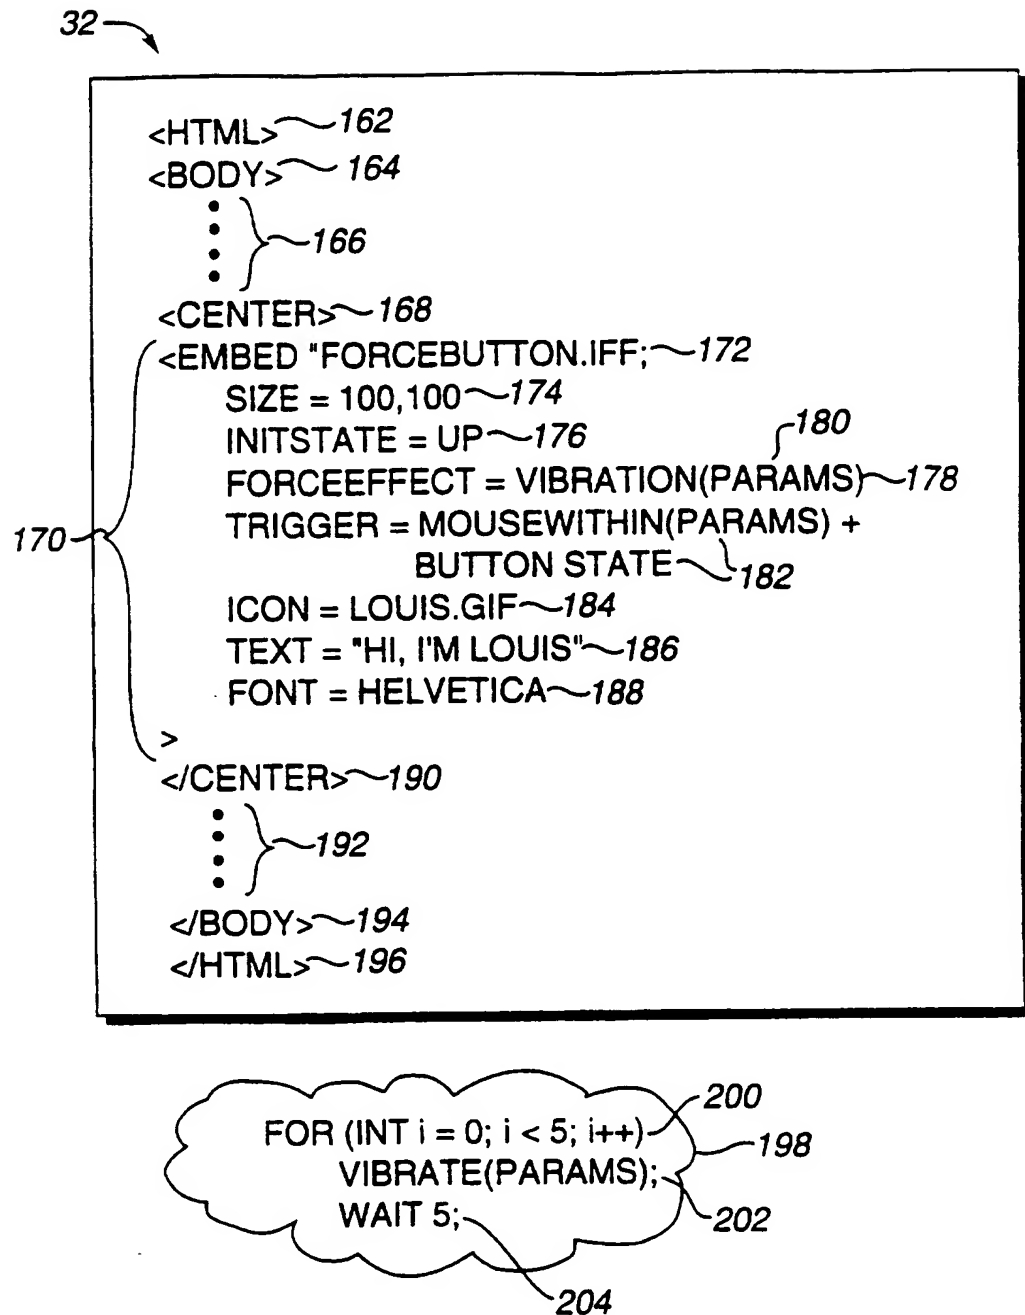 32
<HTML> 162
<BODY> 164
166
<CENTER> 168
<EMBED "FORCEBUTTON.IFF; 172
SIZE = 100,100 174
INITSTATE = UP 176
180
FORCEEFFECT = VIBRATION(PARAMS) 178
170 TRIGGER = MOUSEWITHIN(PARAMS) +
BUTTON STATE 182
ICON = LOUIS.GIF 184
TEXT = "HI, I'M LOUIS" 186
FONT = HELVETICA 188
>
</CENTER> 190
192
</BODY> 194
</HTML> 196
200
FOR (INT i = 0; i < 5; i++) 198
VIBRATE(PARAMS);
WAIT 5; 202
204